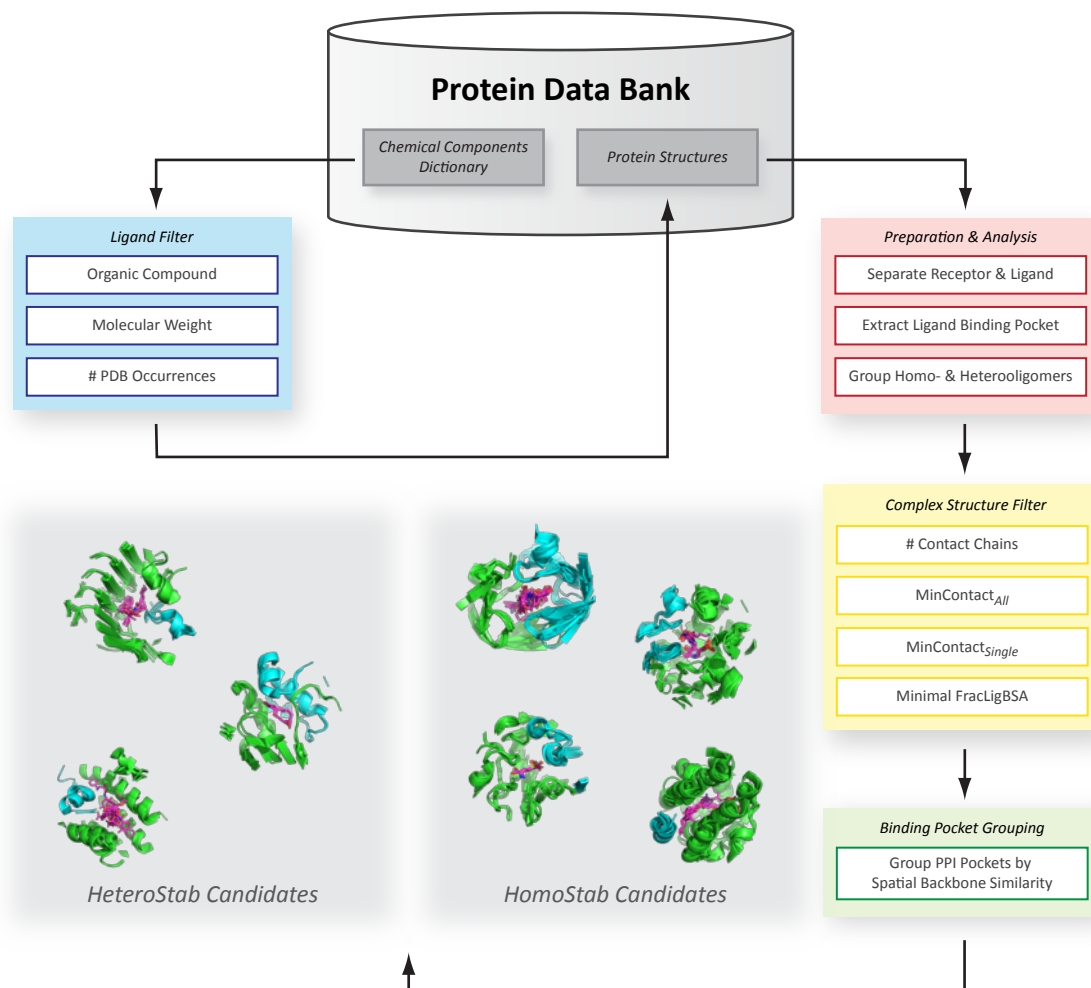 Protein Data Bank
Chemical Components
Dictionary
Protein Structures
Ligand Filter
Organic Compound
Molecular Weight
# PDB Occurrences
Preparation & Analysis
Separate Receptor & Ligand
Extract Ligand Binding Pocket
Group Homo- & Heterooligomers
Complex Structure Filter
# Contact Chains
MinContactAll
MinContactSingle
Minimal FracLigBSA
Binding Pocket Grouping
Group PPI Pockets by
Spatial Backbone Similarity
HeteroStab Candidates
HomoStab Candidates